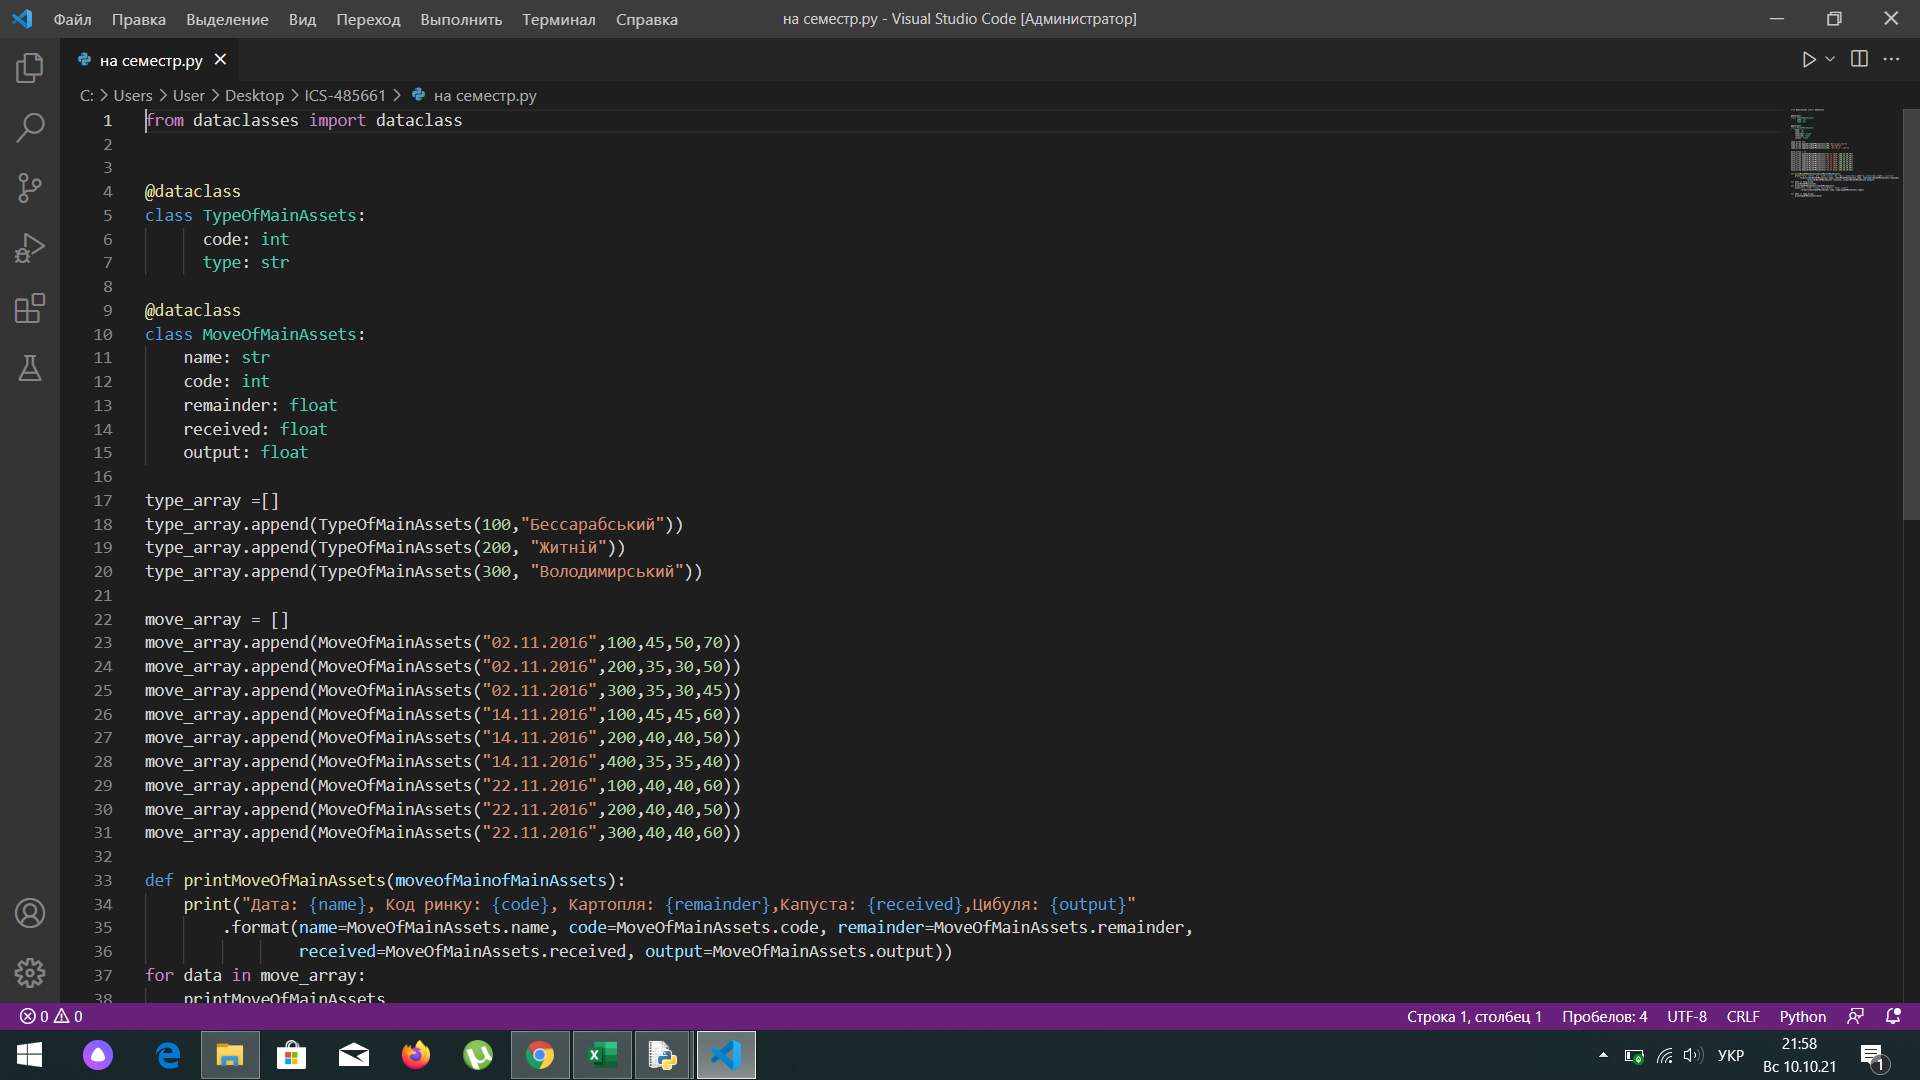 Файл Правка Выделение Вид Переход Выполнить Терминал Справка на семестр.py - Visual Studio Code [Администратор]
на семестр.py
C: > Users > User > Desktop > ICS-485661 > на семестр.py
1 from dataclasses import dataclass
2
3
4 @dataclass
5 class TypeOfMainAssets:
6 code: int
7 type: str
8
9 @dataclass
10 class MoveOfMainAssets:
11 name: str
12 code: int
13 remainder: float
14 received: float
15 output: float
16
17 type_array =[]
18 type_array.append(TypeOfMainAssets(100,"Бессарабський"))
19 type_array.append(TypeOfMainAssets(200, "Житній"))
20 type_array.append(TypeOfMainAssets(300, "Володимирський"))
21
22 move_array = []
23 move_array.append(MoveOfMainAssets("02.11.2016",100,45,50,70))
24 move_array.append(MoveOfMainAssets("02.11.2016",200,35,30,50))
25 move_array.append(MoveOfMainAssets("02.11.2016",300,35,30,45))
26 move_array.append(MoveOfMainAssets("14.11.2016",100,45,45,60))
27 move_array.append(MoveOfMainAssets("14.11.2016",200,40,40,50))
28 move_array.append(MoveOfMainAssets("14.11.2016",400,35,35,40))
29 move_array.append(MoveOfMainAssets("22.11.2016",100,40,40,60))
30 move_array.append(MoveOfMainAssets("22.11.2016",200,40,40,50))
31 move_array.append(MoveOfMainAssets("22.11.2016",300,40,40,60))
32
33 def printMoveOfMainAssets(moveofMainofMainAssets):
34 print("Дата: {name}, Код ринку: {code}, Картопля: {remainder},Капуста: {received},Цибуля: {output}"
35 .format(name=MoveOfMainAssets.name, code=MoveOfMainAssets.code, remainder=MoveOfMainAssets.remainder,
36 received=MoveOfMainAssets.received, output=MoveOfMainAssets.output))
37 for data in move_array:
38 printMoveOfMainAssets
0 0 Строка 1, столбец 1 Пробелов: 4 UTF-8 CRLF Python
УКР 21:58
Вс 10.10.21 1